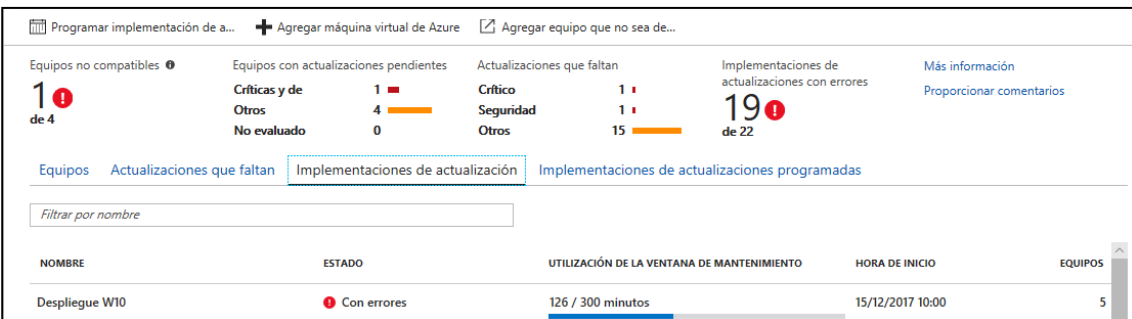 Programar implementación de a... Agregar máquina virtual de Azure Agregar equipo que no sea de...
Equipos no compatibles Equipos con actualizaciones pendientes Actualizaciones que faltan Implementaciones de actualizaciones con errores Más información
1 Críticas y de 1 Crítico 1 19 Proporcionar comentarios
de 4 Otros 4 Seguridad 1 de 22
No evaluado 0 Otros 15
Equipos Actualizaciones que faltan Implementaciones de actualización Implementaciones de actualizaciones programadas
Filtrar por nombre
NOMBRE ESTADO UTILIZACIÓN DE LA VENTANA DE MANTENIMIENTO HORA DE INICIO EQUIPOS
Despliegue W10 Con errores 126 / 300 minutos 15/12/2017 10:00 5